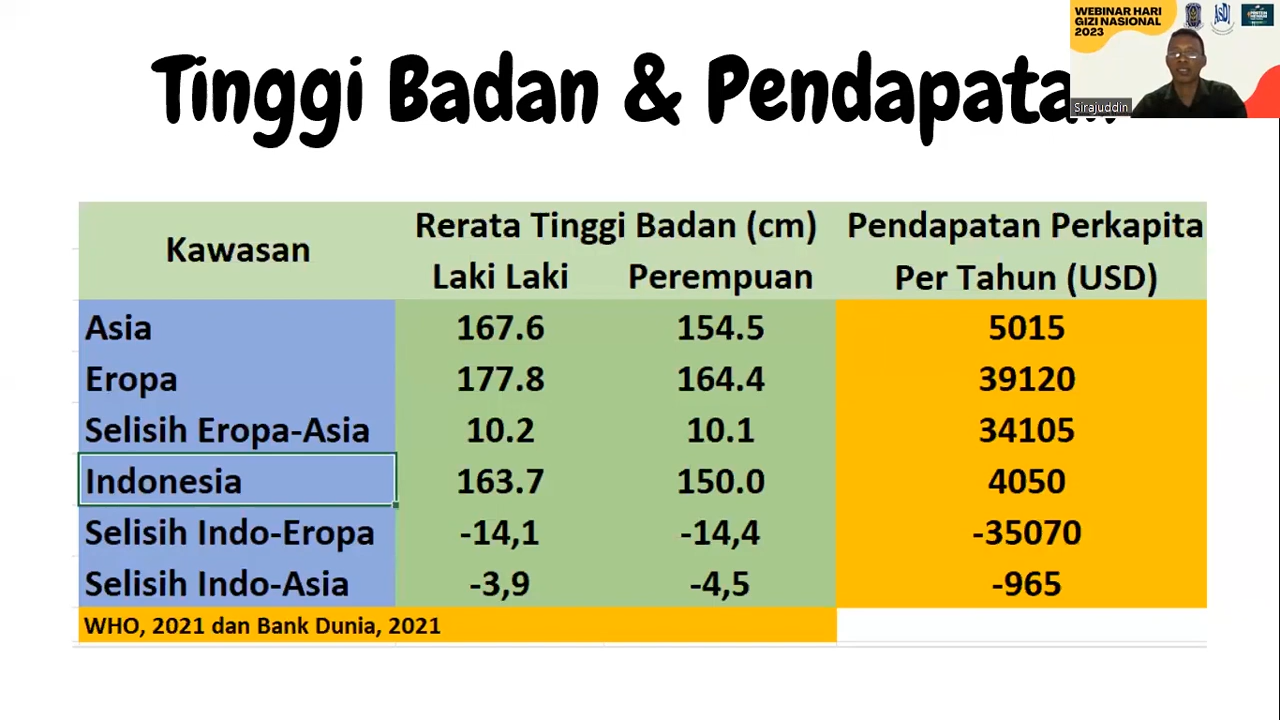 WEBINAR HARI
GIZI NASIONAL
2023
ASDI
Sirajuddin
Tinggi Badan & Pendapatan
Kawasan
Rerata Tinggi Badan (cm)
Pendapatan Perkapita
Laki Laki
Perempuan
Per Tahun (USD)
Asia 167.6 154.5 5015
Eropa 177.8 164.4 39120
Selisih Eropa-Asia 10.2 10.1 34105
Indonesia 163.7 150.0 4050
Selisih Indo-Eropa -14,1 -14,4 -35070
Selisih Indo-Asia -3,9 -4,5 -965
WHO, 2021 dan Bank Dunia, 2021